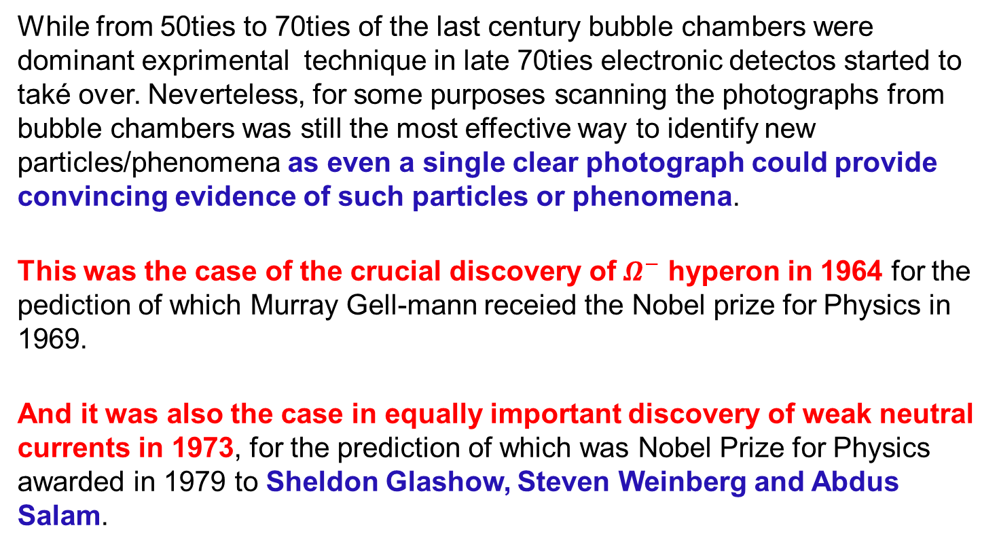 While from 50ties to 70ties of the last century bubble chambers were
dominant exprimental technique in late 70ties electronic detectos started to
také over. Neverteless, for some purposes scanning the photographs from
bubble chambers was still the most effective way to identify new
particles/phenomena as even a single clear photograph could provide
convincing evidence of such particles or phenomena.
This was the case of the crucial discovery of Ω⁻ hyperon in 1964 for the
pediction of which Murray Gell-mann receied the Nobel prize for Physics in
1969.
And it was also the case in equally important discovery of weak neutral
currents in 1973, for the prediction of which was Nobel Prize for Physics
awarded in 1979 to Sheldon Glashow, Steven Weinberg and Abdus
Salam.